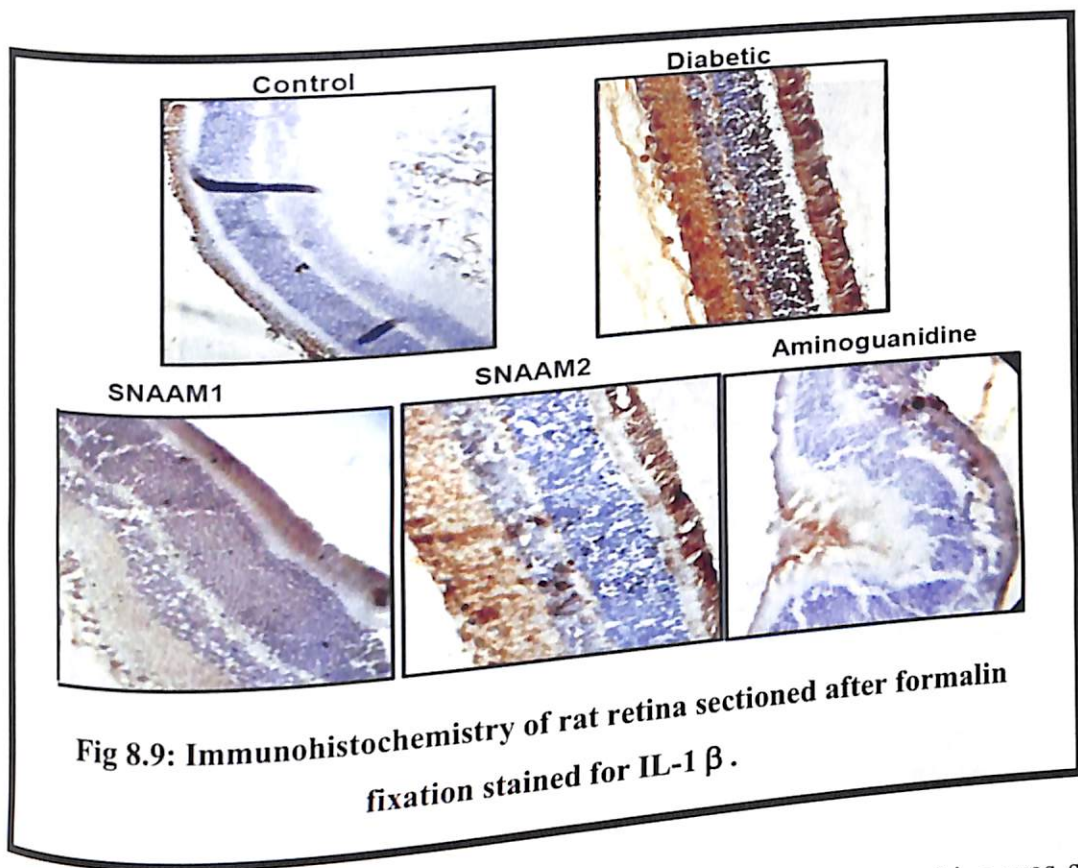 Control
Diabetic
SNAAM1
SNAAM2
Aminoguanidine
Fig 8.9: Immunohistochemistry of rat retina sectioned after formalin
fixation stained for IL-1 β.